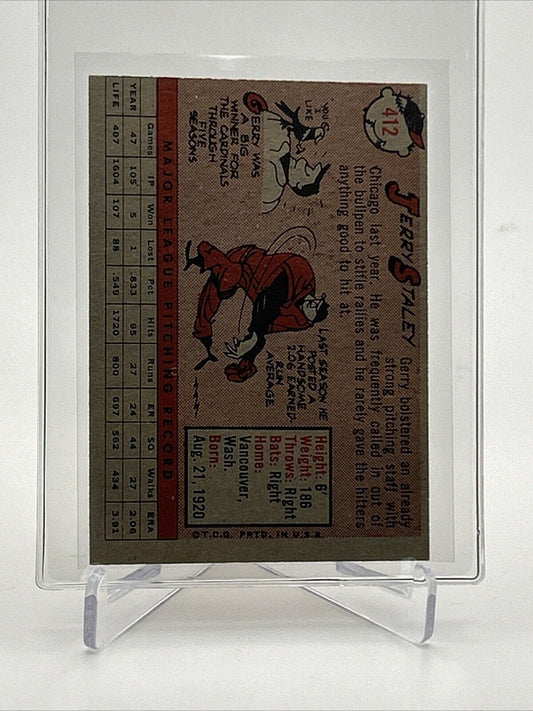 412
JERRY STALEY
Gerry bolstered an already
strong pitching staff with
Chicago last year. He was frequently called in out of
the bullpen to stifle rallies and he rarely gave the hitters
anything good to hit at.
YOU
I
LIKE
GERRY WAS
A BIG
WINNER FOR
THE CARDINALS
THROUGH
FIVE
SEASONS
LAST SEASON HE
POSTED A
HANDSOME
2.06 EARNED
RUN
AVERAGE
Height: 6'
Weight: 186
Throws: Right
Bats: Right
Home:
Vancouver,
Wash.
Born:
Aug. 21, 1920
©T.C.G. PRTD. IN U.S.A.
MAJOR LEAGUE PITCHING RECORD
Games IP Won Lost Pct Hits Runs ER SO Walks ERA
YEAR 47 105 5 1 .833 95 27 24 44 27 2.06
LIFE 407 1604 107 88 .549 1720 800 697 562 434 3.91